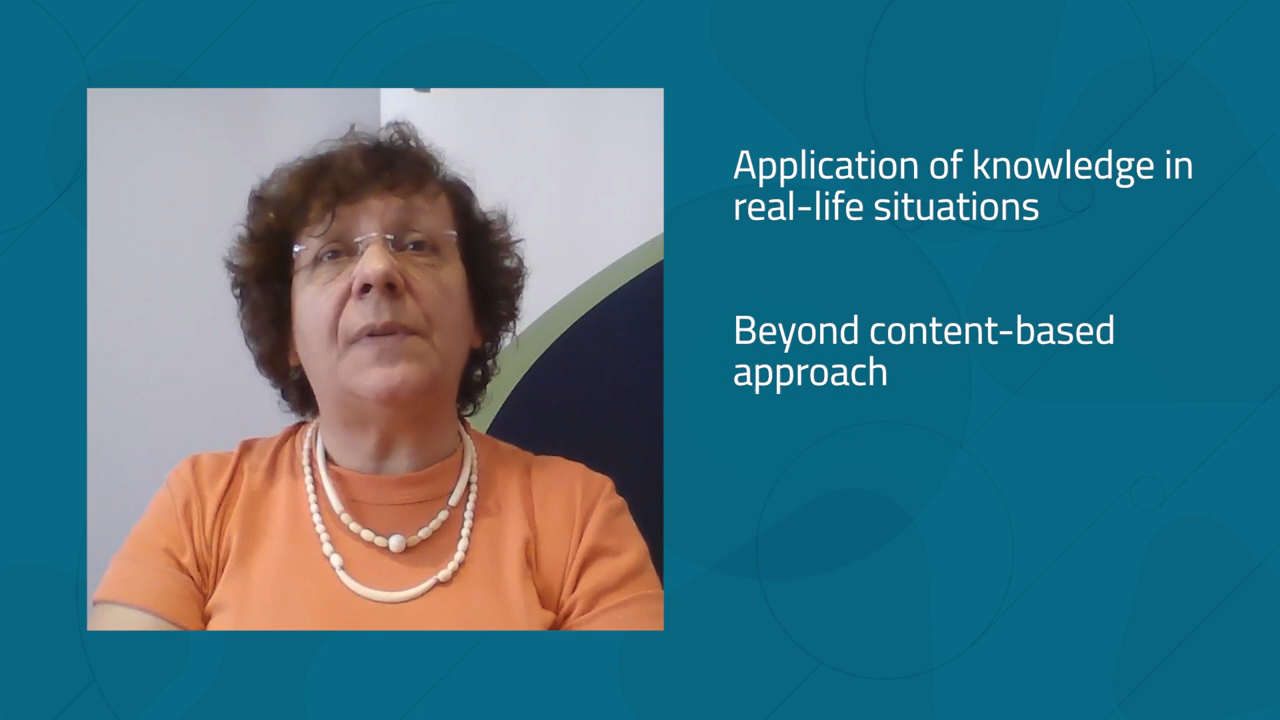 Application of knowledge in
real-life situations
Beyond content-based
approach